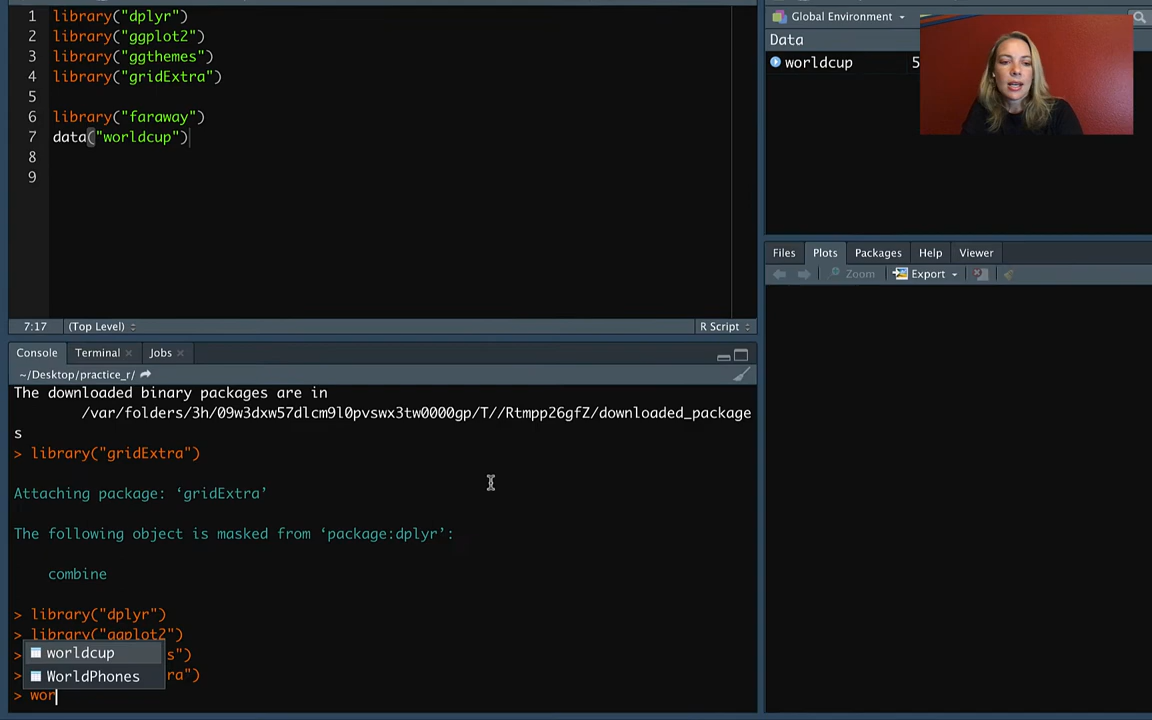 1 library("dplyr")
2 library("ggplot2")
3 library("ggthemes")
4 library("gridExtra")
5
6 library("faraway")
7 data("worldcup")
8
9
7:17 (Top Level) R Script
Global Environment
Data
worldcup 5
Files Plots Packages Help Viewer
Zoom Export
Console Terminal Jobs
~/Desktop/practice_r/
The downloaded binary packages are in
/var/folders/3h/09w3dxw57dlcm9l0pvswx3tw0000gp/T//Rtmpp26gfZ/downloaded_package
s
> library("gridExtra")
Attaching package: ‘gridExtra’
The following object is masked from ‘package:dplyr’:
combine
> library("dplyr")
> library("ggplot2")
> s")
> ra")
worldcup
WorldPhones
> wor